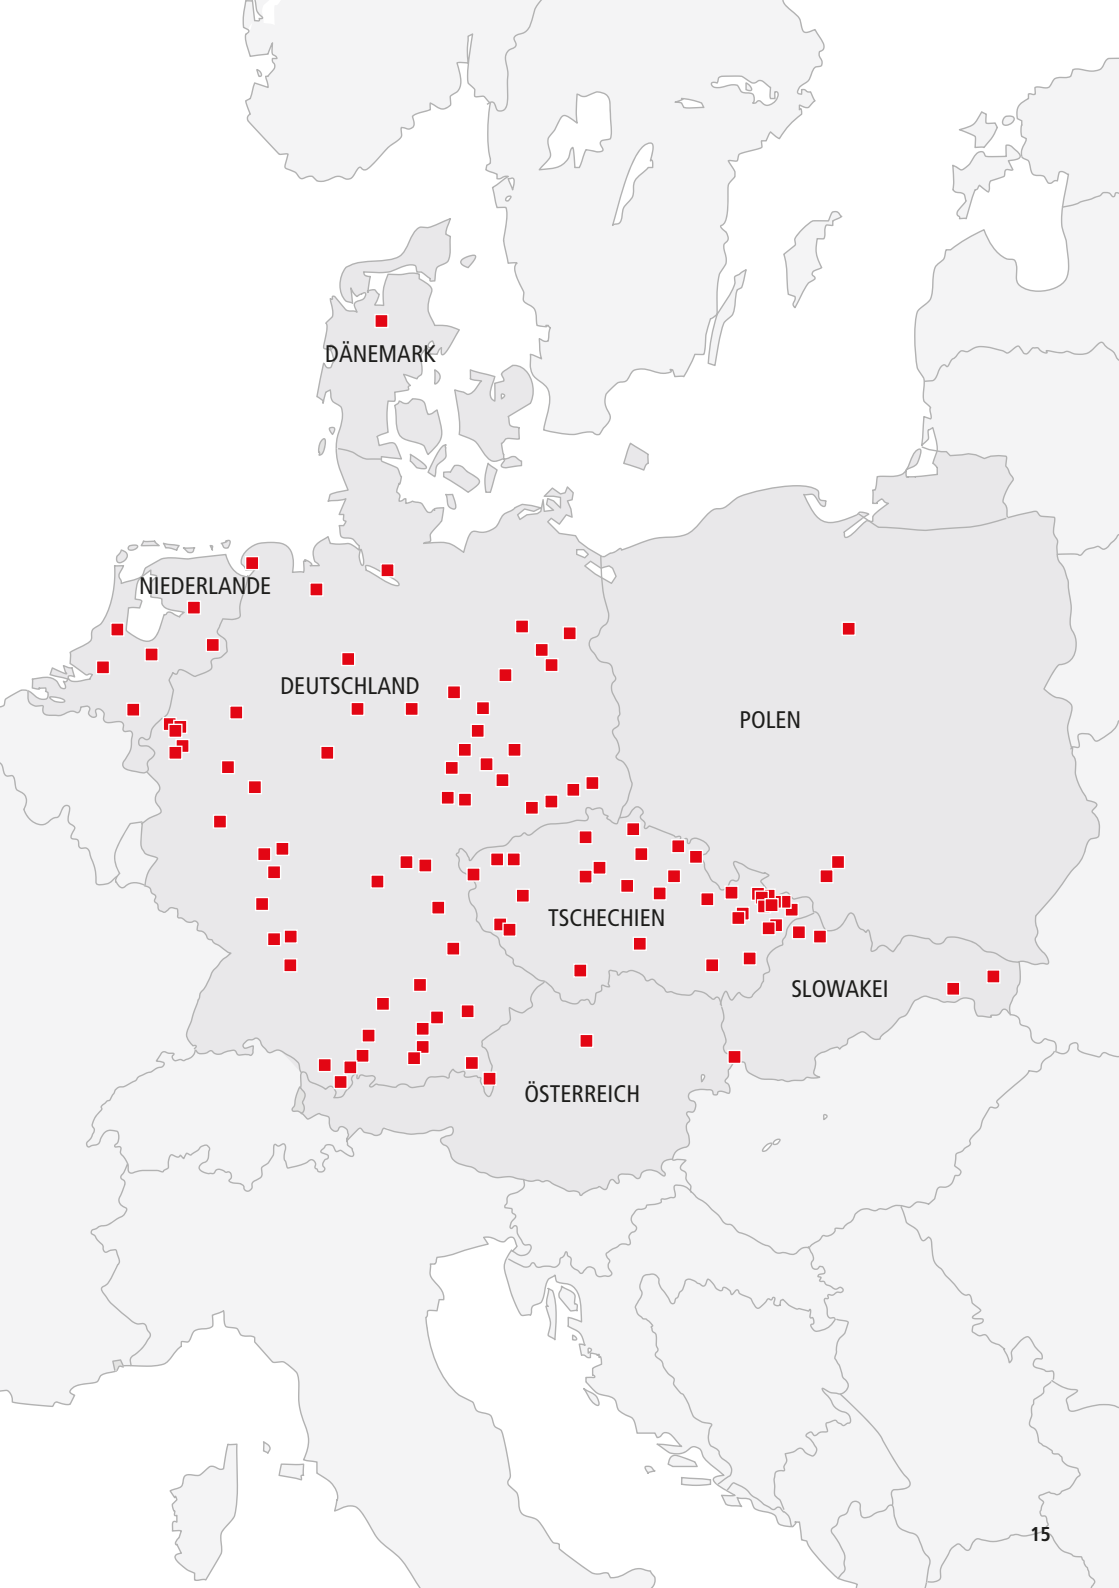 DÄNEMARK
NIEDERLANDE
DEUTSCHLAND
POLEN
TSCHECHIEN
SLOWAKEI
ÖSTERREICH
15